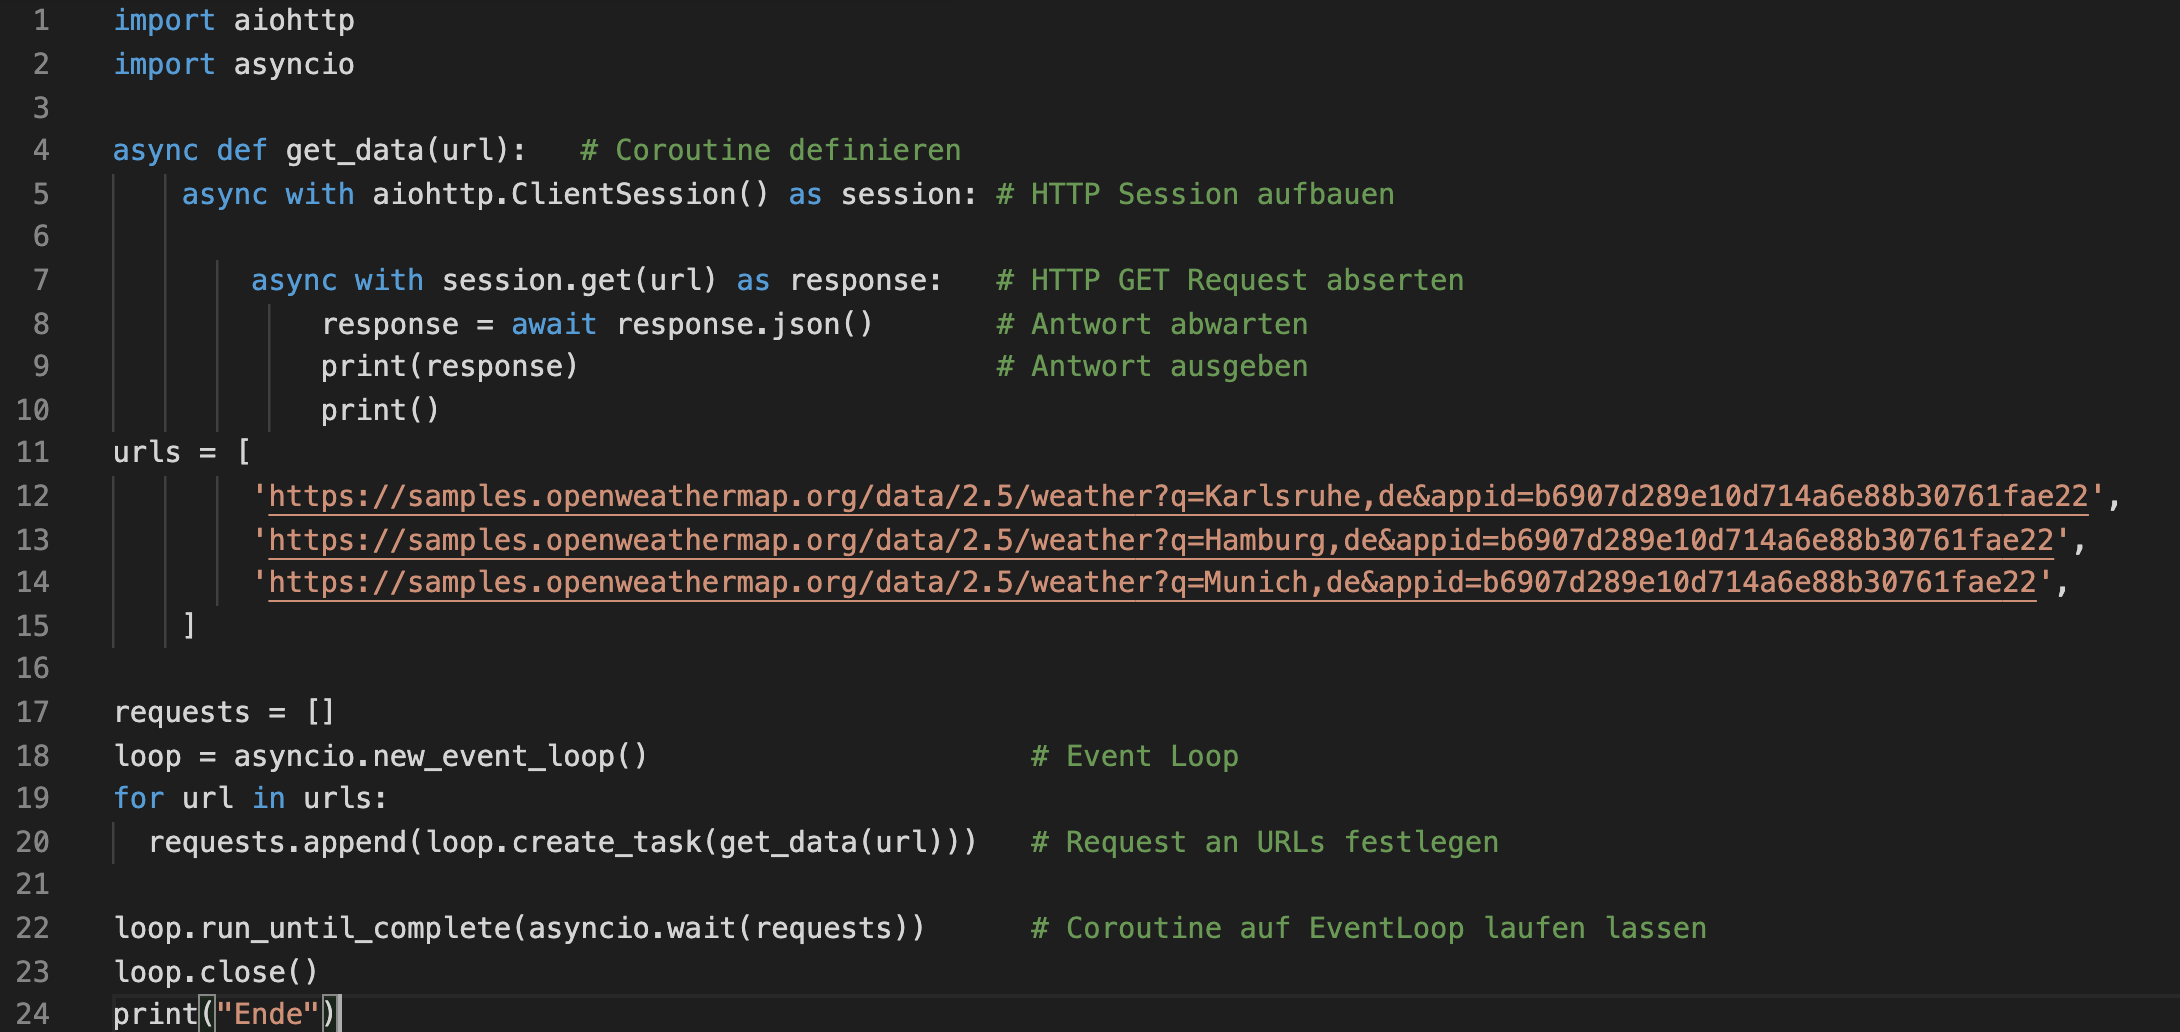 1 import aiohttp
2 import asyncio
3
4 async def get_data(url):   # Coroutine definieren
5     async with aiohttp.ClientSession() as session: # HTTP Session aufbauen
6
7         async with session.get(url) as response:   # HTTP GET Request abserten
8             response = await response.json()       # Antwort abwarten
9             print(response)                        # Antwort ausgeben
10             print()
11 urls = [
12         'https://samples.openweathermap.org/data/2.5/weather?q=Karlsruhe,de&appid=b6907d289e10d714a6e88b30761fae22',
13         'https://samples.openweathermap.org/data/2.5/weather?q=Hamburg,de&appid=b6907d289e10d714a6e88b30761fae22',
14         'https://samples.openweathermap.org/data/2.5/weather?q=Munich,de&appid=b6907d289e10d714a6e88b30761fae22',
15     ]
16
17 requests = []
18 loop = asyncio.new_event_loop()                      # Event Loop
19 for url in urls:
20   requests.append(loop.create_task(get_data(url)))   # Request an URLs festlegen
21
22 loop.run_until_complete(asyncio.wait(requests))      # Coroutine auf EventLoop laufen lassen
23 loop.close()
24 print("Ende")